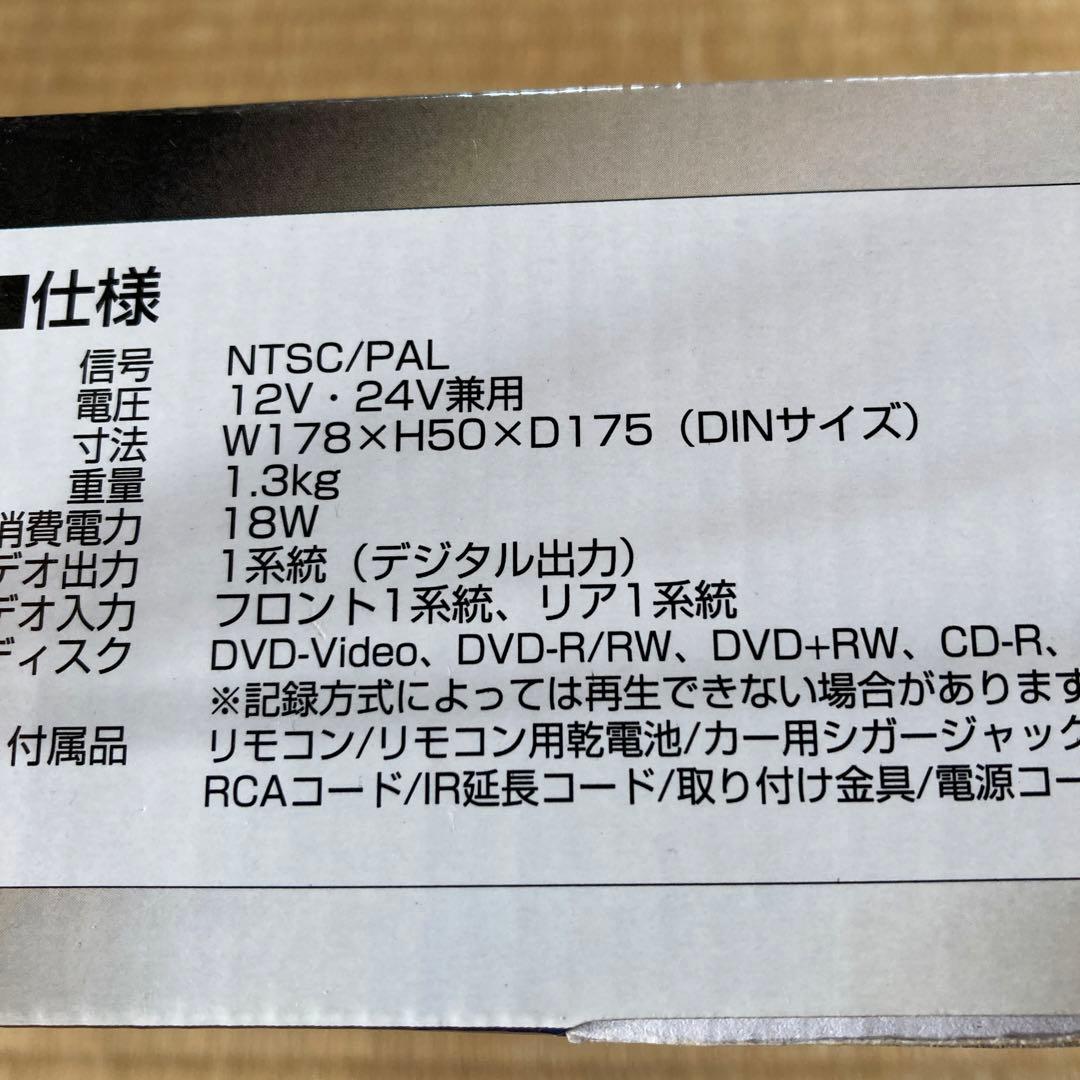 ■仕様
信号 NTSC/PAL
電圧 12V・24V兼用
寸法 W178×H50×D175（DINサイズ）
重量 1.3kg
消費電力 18W
デオ出力 1系統（デジタル出力）
デオ入力 フロント1系統、リア1系統
ディスク DVD-Video、DVD-R/RW、DVD+RW、CD-R、
※記録方式によっては再生できない場合があります
付属品 リモコン/リモコン用乾電池/カー用シガージャック
RCAコード/IR延長コード/取り付け金具/電源コー